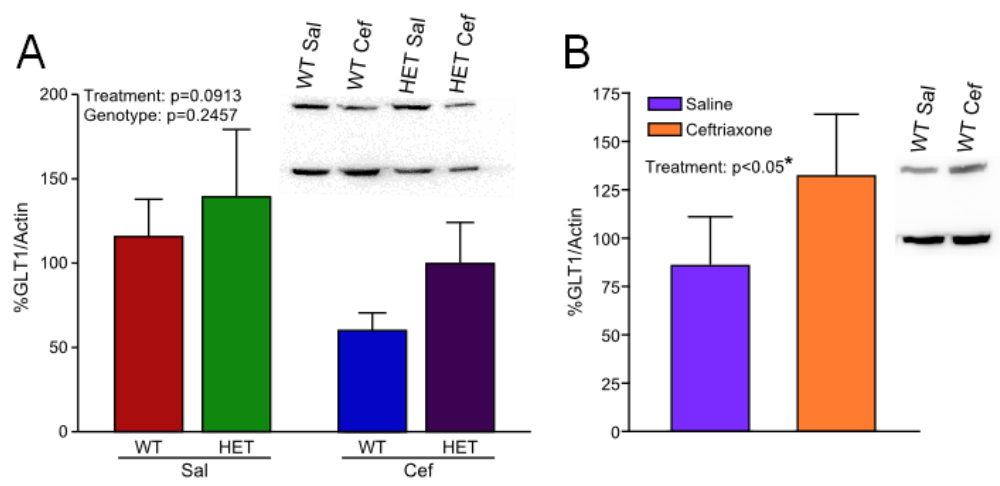 A
WT Sal
WT Cef
HET Sal
HET Cef
Treatment: p=0.0913
Genotype: p=0.2457
%GLT1/Actin
200
150
100
50
0
WT
HET
WT
HET
Sal
Cef
B
Saline
Ceftriaxone
Treatment: p<0.05*
WT Sal
WT Cef
%GLT1/Actin
175
150
125
100
75
50
25
0